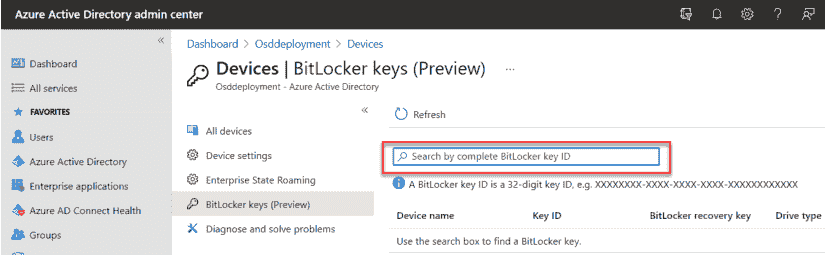 Azure Active Directory admin center
Dashboard > Osddeployment > Devices
Devices | BitLocker keys (Preview) ...
Osddeployment - Azure Active Directory
Dashboard
All services
FAVORITES
Users
Azure Active Directory
Enterprise applications
Azure AD Connect Health
Groups
All devices
Device settings
Enterprise State Roaming
BitLocker keys (Preview)
Diagnose and solve problems
Refresh
Search by complete BitLocker key ID
A BitLocker key ID is a 32-digit key ID, e.g. XXXXXXXX-XXXX-XXXX-XXXX-XXXXXXXXXXXX
Device name Key ID BitLocker recovery key Drive type
Use the search box to find a BitLocker key.